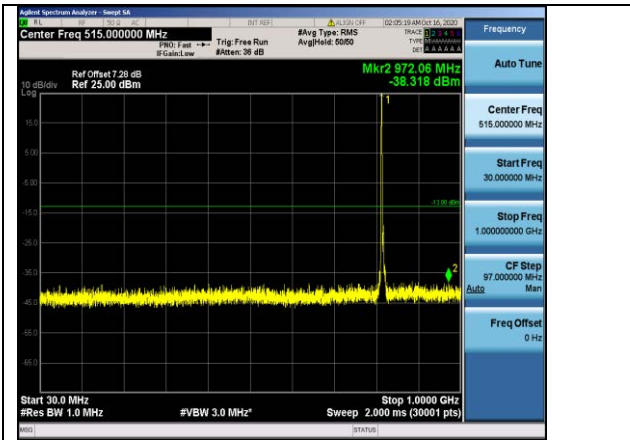 Agilent Spectrum Analyzer - Swept SA
RL RF 50 Ω AC INT REF ALIGN OFF 02:05:19 AM Oct 16, 2020
Center Freq 515.000000 MHz
PNO: Fast
IFGain:Low
Trig: Free Run
#Atten: 36 dB
#Avg Type: RMS
Avg|Hold: 50/50
TRACE 1 2 3 4 5 6
TYPE
DET A A A A A A
Frequency
Auto Tune
Center Freq
515.000000 MHz
Start Freq
30.000000 MHz
Stop Freq
1.000000000 GHz
CF Step
97.000000 MHz
Auto Man
Freq Offset
0 Hz
Mkr2 972.06 MHz
-38.318 dBm
Ref Offset 7.28 dB
10 dB/div Ref 25.00 dBm
Log
1
15.0
5.00
-5.00
-13.00 dBm
-15.0
-25.0
-35.0
2
-45.0
-55.0
-65.0
Start 30.0 MHz Stop 1.0000 GHz
#Res BW 1.0 MHz #VBW 3.0 MHz* Sweep 2.000 ms (30001 pts)
MSG STATUS